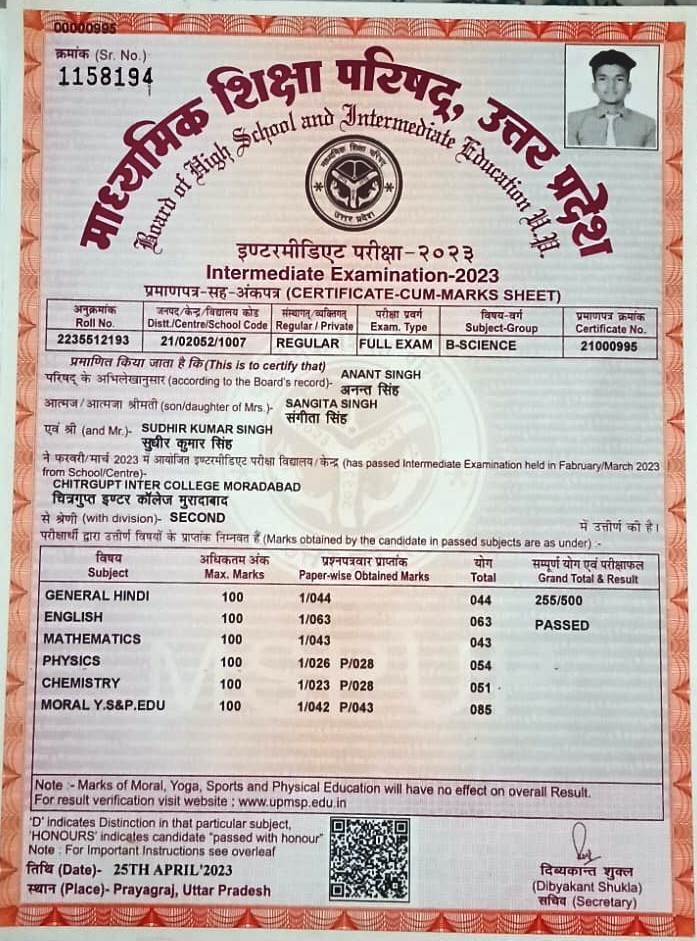 00000995
क्रमांक (Sr. No.)
1158194
माध्यमिक शिक्षा परिषद्, उत्तर प्रदेश
Board of High School and Intermediate Education U.P.
माध्यमिक शिक्षा परिषद
उत्तर प्रदेश
इण्टरमीडिएट परीक्षा-२०२३
Intermediate Examination-2023
प्रमाणपत्र-सह-अंकपत्र (CERTIFICATE-CUM-MARKS SHEET)
अनुक्रमांक जनपद/केन्द्र/विद्यालय कोड संस्थागत/व्यक्तिगत परीक्षा प्रवर्ग विषय-वर्ग प्रमाणपत्र क्रमांक
Roll No. Distt./Centre/School Code Regular / Private Exam. Type Subject-Group Certificate No.
2235512193 21/02052/1007 REGULAR FULL EXAM B-SCIENCE 21000995
प्रमाणित किया जाता है कि (This is to certify that)
परिषद् के अभिलेखानुसार (according to the Board's record)- ANANT SINGH
अनन्त सिंह
आत्मज/आत्मजा श्रीमती (son/daughter of Mrs.)- SANGITA SINGH
संगीता सिंह
एवं श्री (and Mr.)- SUDHIR KUMAR SINGH
सुधीर कुमार सिंह
ने फरवरी/मार्च 2023 में आयोजित इण्टरमीडिएट परीक्षा विद्यालय/केन्द्र (has passed Intermediate Examination held in Fabruary/March 2023
from School/Centre)-
CHITRGUPT INTER COLLEGE MORADABAD
चित्रगुप्त इण्टर कॉलेज मुरादाबाद
से श्रेणी (with division)- SECOND में उत्तीर्ण की है।
परीक्षार्थी द्वारा उत्तीर्ण विषयों के प्राप्तांक निम्नवत हैं (Marks obtained by the candidate in passed subjects are as under) :-
विषय अधिकतम अंक प्रश्नपत्रवार प्राप्तांक योग सम्पूर्ण योग एवं परीक्षाफल
Subject Max. Marks Paper-wise Obtained Marks Total Grand Total & Result
GENERAL HINDI 100 1/044 044 255/500
ENGLISH 100 1/063 063 PASSED
MATHEMATICS 100 1/043 043
PHYSICS 100 1/026 P/028 054
CHEMISTRY 100 1/023 P/028 051
MORAL Y.S&P.EDU 100 1/042 P/043 085
Note :- Marks of Moral, Yoga, Sports and Physical Education will have no effect on overall Result.
For result verification visit website : www.upmsp.edu.in
'D' indicates Distinction in that particular subject,
'HONOURS' indicates candidate "passed with honour"
Note : For Important Instructions see overleaf
तिथि (Date)- 25TH APRIL'2023
स्थान (Place)- Prayagraj, Uttar Pradesh
दिब्यकान्त शुक्ल
(Dibyakant Shukla)
सचिव (Secretary)